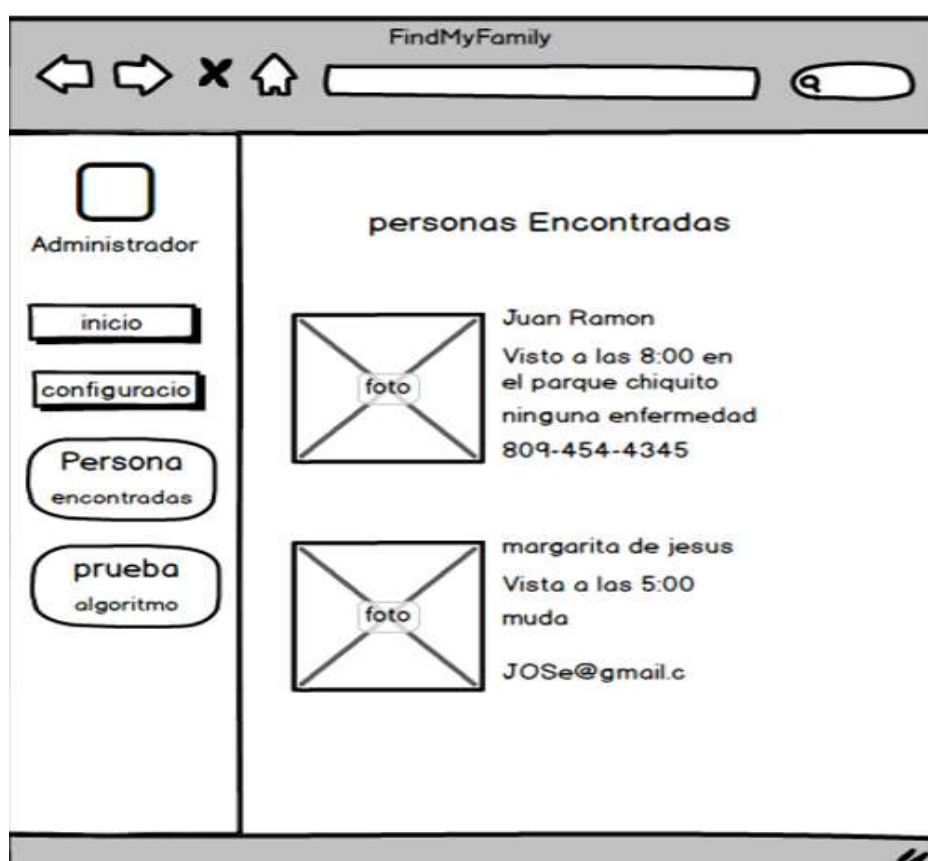 FindMyFamily
Administrador
inicio
configuracio
Persona
encontradas
prueba
algoritmo
personas Encontradas
foto
Juan Ramon
Visto a las 8:00 en
el parque chiquito
ninguna enfermedad
809-454-4345
foto
margarita de jesus
Vista a las 5:00
muda
JOSe@gmail.c